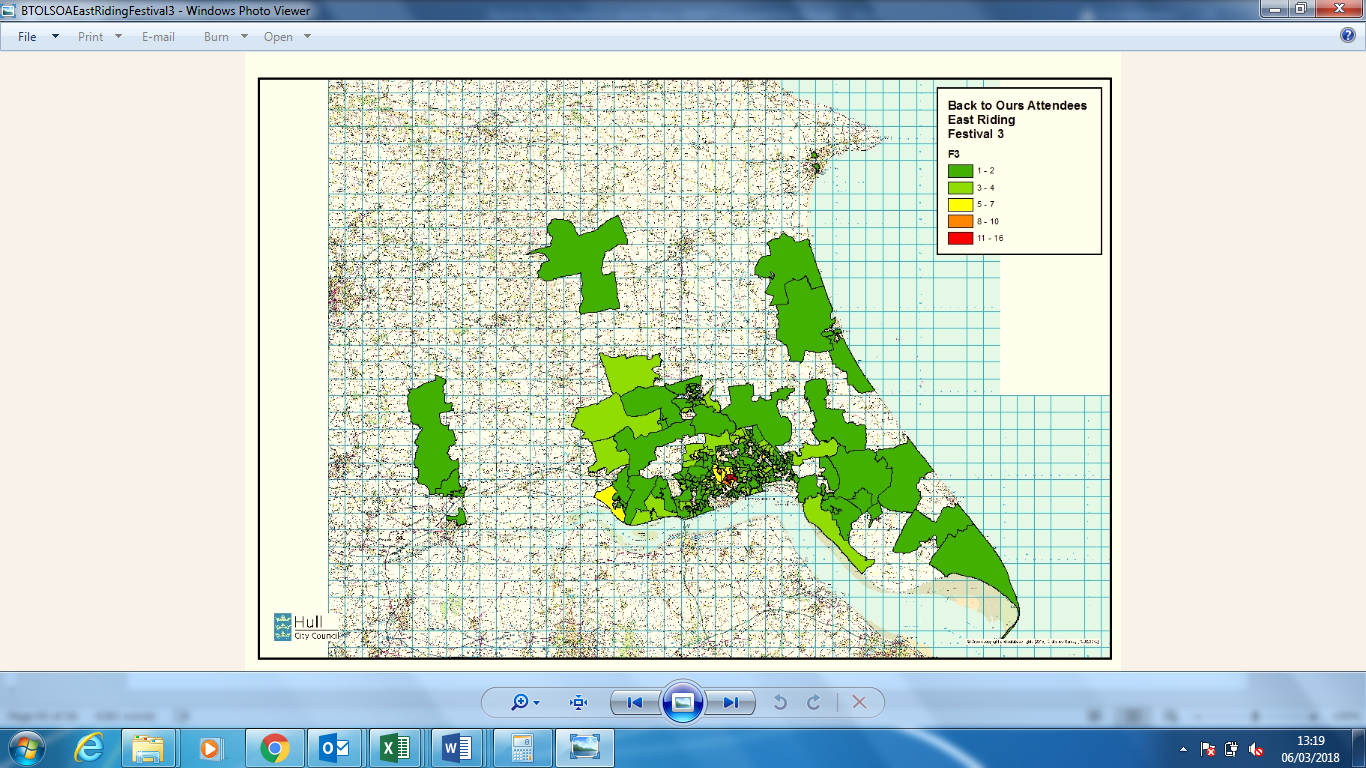 BTOLSOAEastRidingFestival3 - Windows Photo Viewer
File Print E-mail Burn Open
Back to Ours Attendees
East Riding
Festival 3
F3
1 - 2
3 - 4
5 - 7
8 - 10
11 - 16
Hull
City Council
13:19
06/03/2018